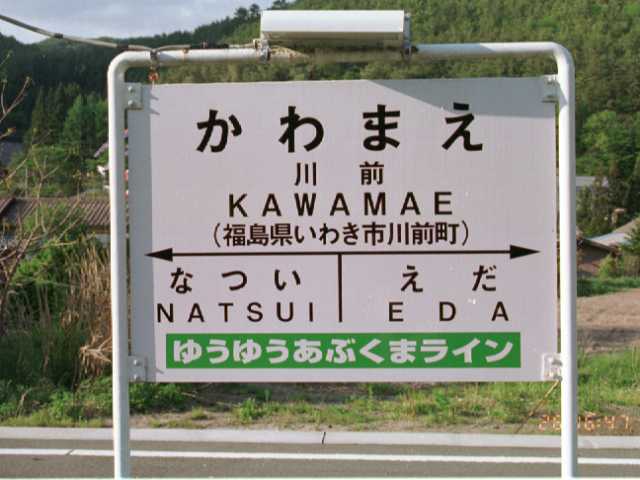 かわまえ
川前
KAWAMAE
(福島県いわき市川前町)
なつい えだ
NATSUI EDA
ゆうゆうあぶくまライン